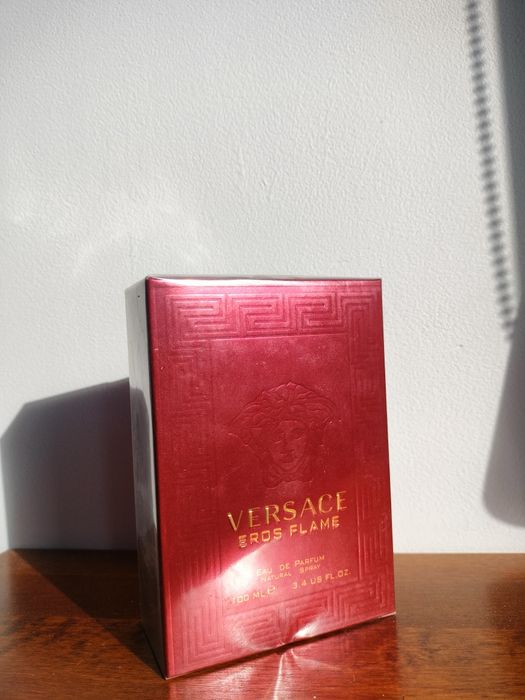 VERSACE
EROS FLAME
EAU DE PARFUM
NATURAL SPRAY
100 ML ℮ 3.4 US FL.OZ.